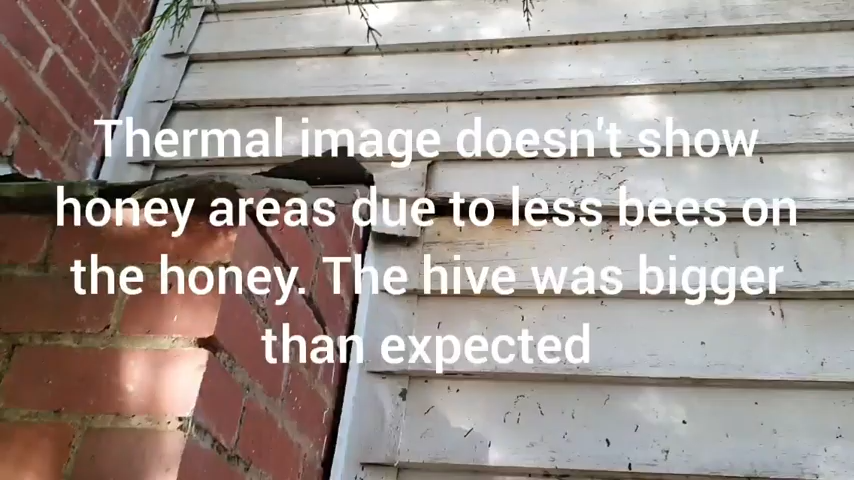 Thermal image doesn't show
honey areas due to less bees on
the honey. The hive was bigger
than expected